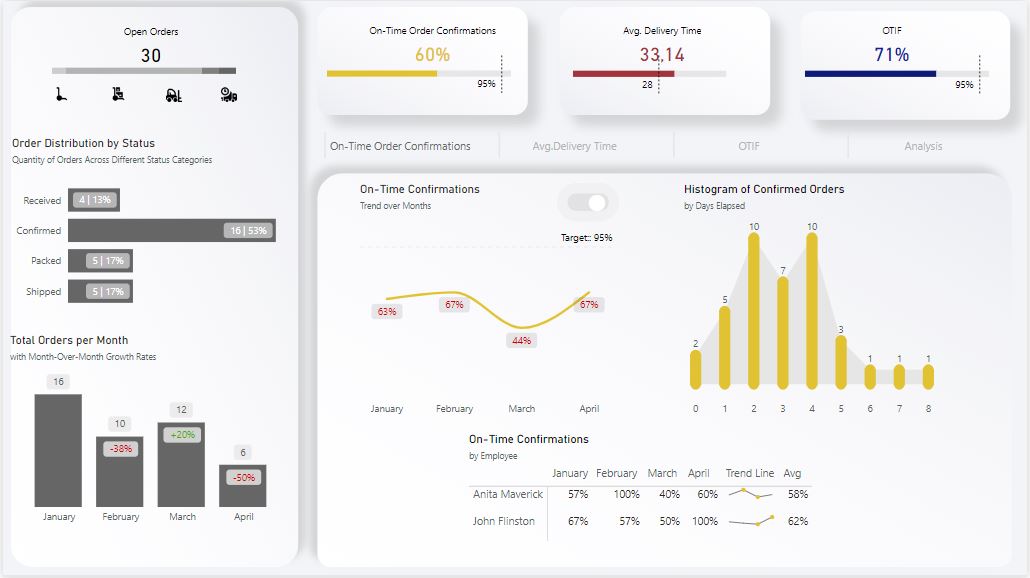 Open Orders
30
On-Time Order Confirmations
60%
95%
Avg. Delivery Time
33,14
28
OTIF
71%
95%
Order Distribution by Status
Quantity of Orders Across Different Status Categories
Received 4 | 13%
Confirmed 16 | 53%
Packed 5 | 17%
Shipped 5 | 17%
Total Orders per Month
with Month-Over-Month Growth Rates
16
10
-38%
12
+20%
6
-50%
January February March April
On-Time Order Confirmations Avg.Delivery Time OTIF Analysis
On-Time Confirmations
Trend over Months
Target:: 95%
63% 67% 44% 67%
January February March April
Histogram of Confirmed Orders
by Days Elapsed
2 5 10 7 10 3 1 1 1
0 1 2 3 4 5 6 7 8
On-Time Confirmations
by Employee
January February March April Trend Line Avg
Anita Maverick 57% 100% 40% 60% 58%
John Flinston 67% 57% 50% 100% 62%